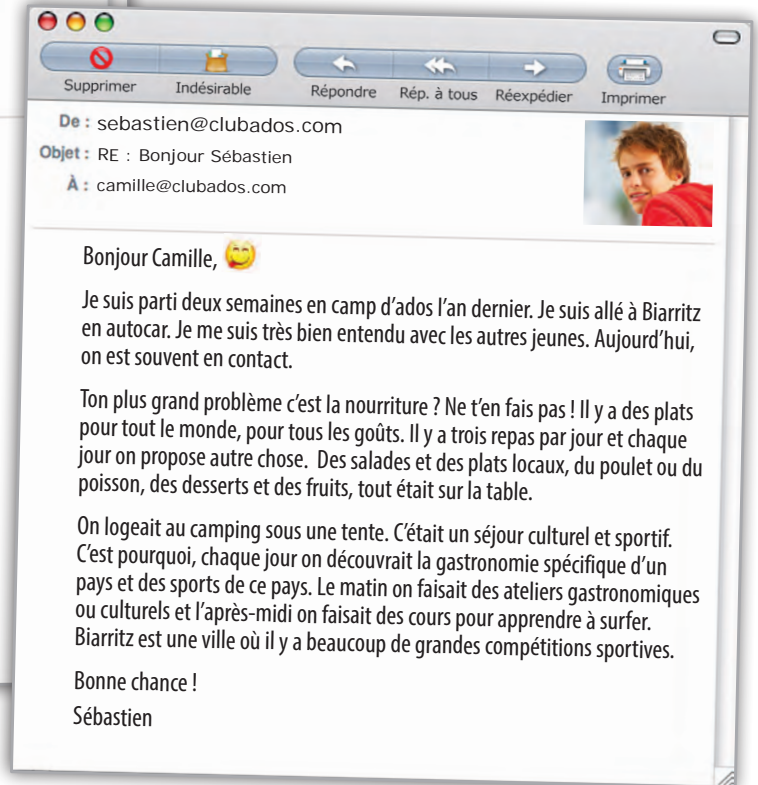 Supprimer Indésirable Répondre Rép. à tous Réexpédier Imprimer
De : sebastien@clubados.com
Objet : RE : Bonjour Sébastien
À : camille@clubados.com
Bonjour Camille,
Je suis parti deux semaines en camp d'ados l'an dernier. Je suis allé à Biarritz
en autocar. Je me suis très bien entendu avec les autres jeunes. Aujourd'hui,
on est souvent en contact.
Ton plus grand problème c'est la nourriture ? Ne t'en fais pas ! Il y a des plats
pour tout le monde, pour tous les goûts. Il y a trois repas par jour et chaque
jour on propose autre chose. Des salades et des plats locaux, du poulet ou du
poisson, des desserts et des fruits, tout était sur la table.
On logeait au camping sous une tente. C'était un séjour culturel et sportif.
C'est pourquoi, chaque jour on découvrait la gastronomie spécifique d'un
pays et des sports de ce pays. Le matin on faisait des ateliers gastronomiques
ou culturels et l'après-midi on faisait des cours pour apprendre à surfer.
Biarritz est une ville où il y a beaucoup de grandes compétitions sportives.
Bonne chance !
Sébastien